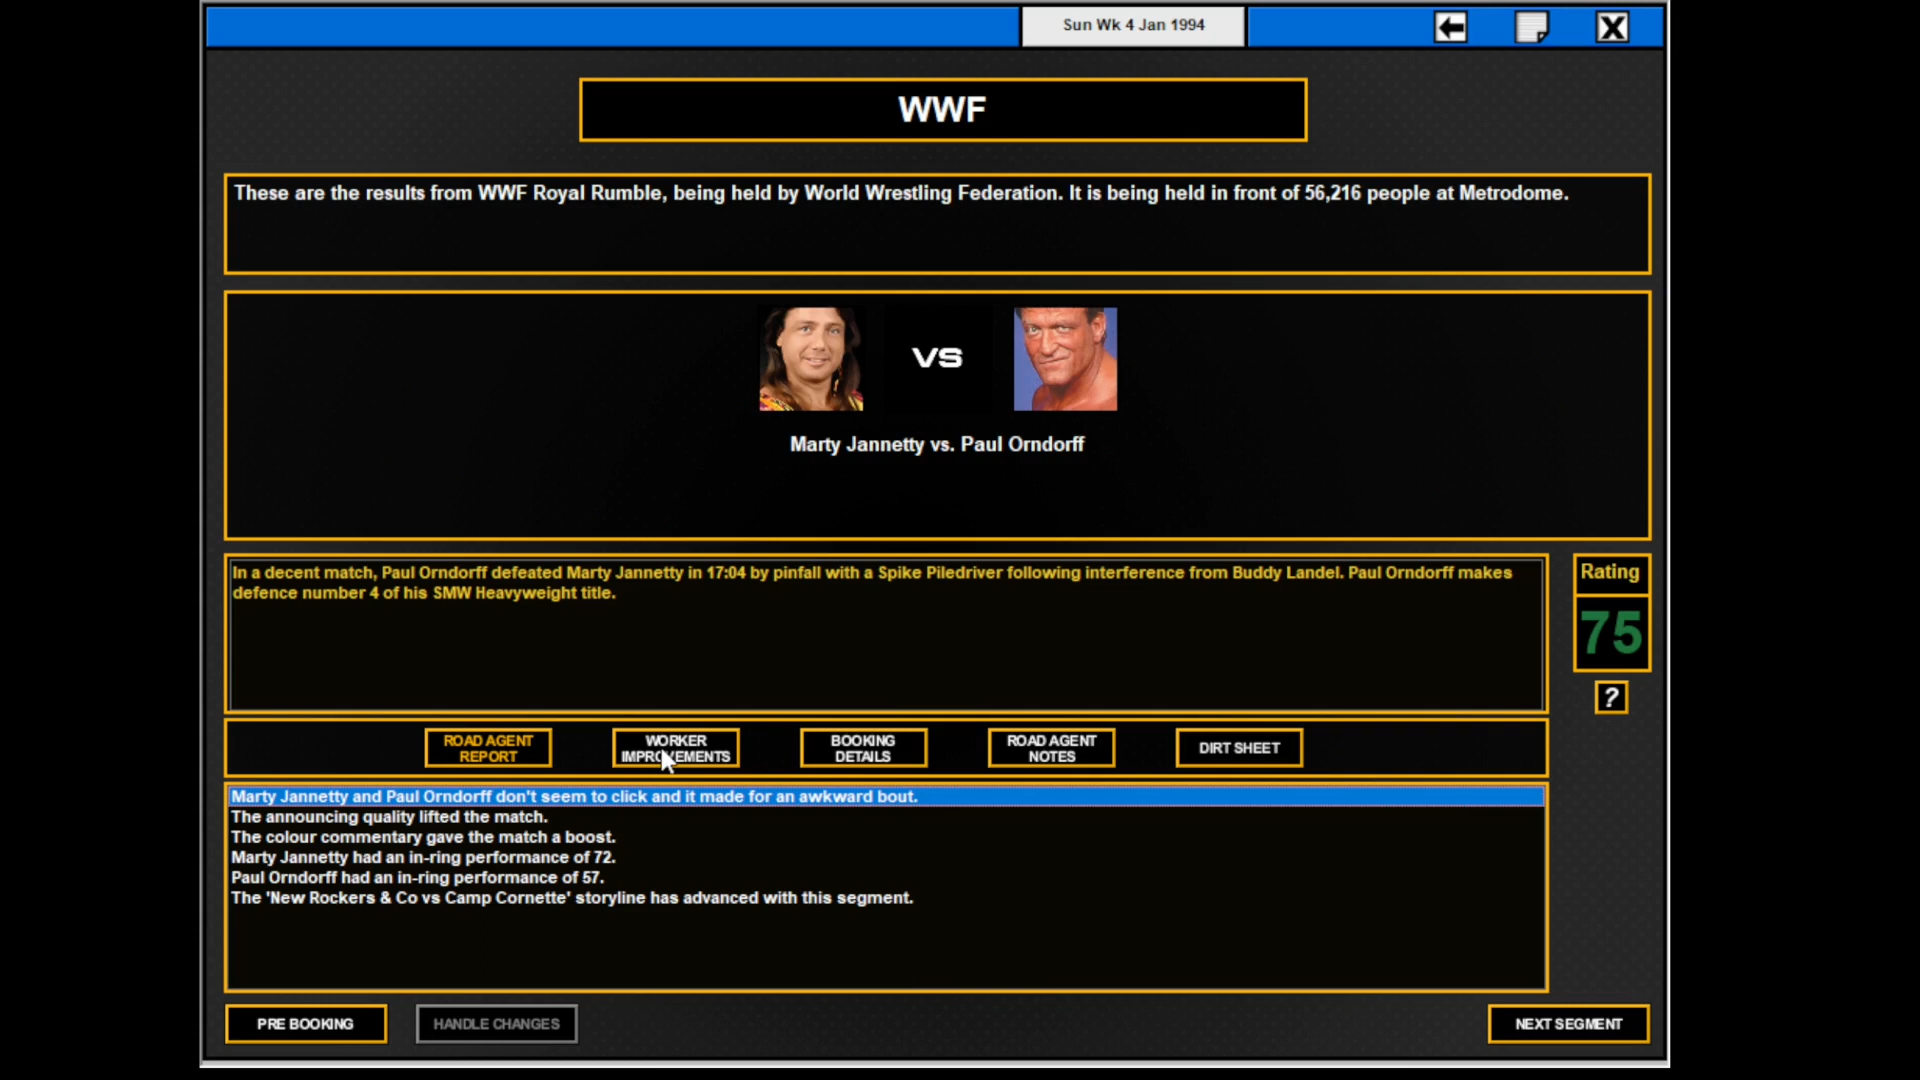 Sun Wk 4 Jan 1994
WWF
These are the results from WWF Royal Rumble, being held by World Wrestling Federation. It is being held in front of 56,216 people at Metrodome.
VS
Marty Jannetty vs. Paul Orndorff
In a decent match, Paul Orndorff defeated Marty Jannetty in 17:04 by pinfall with a Spike Piledriver following interference from Buddy Landel. Paul Orndorff makes
defence number 4 of his SMW Heavyweight title.
Rating
75
?
ROAD AGENT
REPORT
WORKER
IMPROVEMENTS
BOOKING
DETAILS
ROAD AGENT
NOTES
DIRT SHEET
Marty Jannetty and Paul Orndorff don't seem to click and it made for an awkward bout.
The announcing quality lifted the match.
The colour commentary gave the match a boost.
Marty Jannetty had an in-ring performance of 72.
Paul Orndorff had an in-ring performance of 57.
The 'New Rockers & Co vs Camp Cornette' storyline has advanced with this segment.
PRE BOOKING
HANDLE CHANGES
NEXT SEGMENT